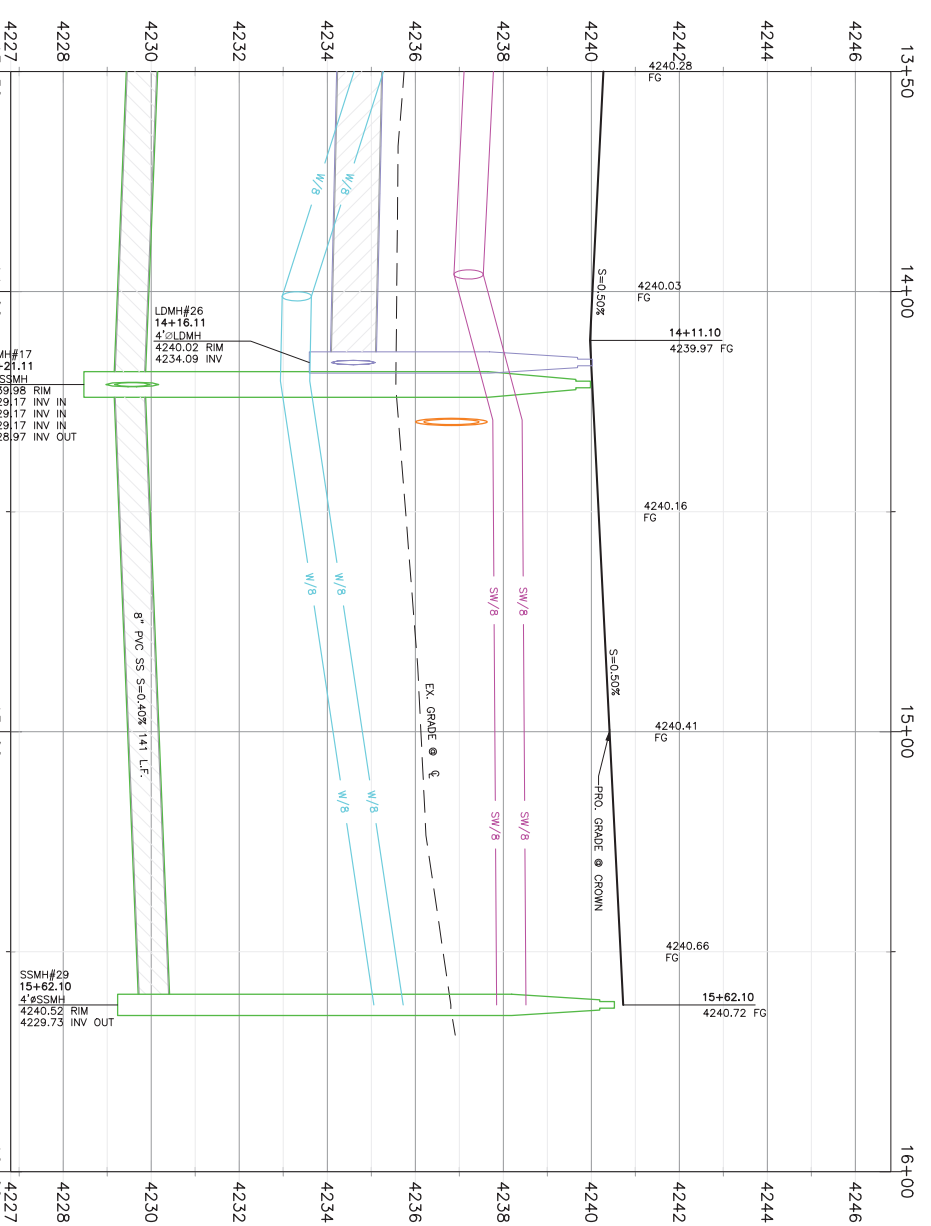 4227
4228
4230
4232
4234
4236
4238
4240
4242
4244
4246
13+50
4240.28
FG
W/8
W/8
S=0.50%
4240.03
FG
14+00
LDMH#26
14+16.11
4'∅LDMH
4240.02 RIM
4234.09 INV
14+11.10
4239.97 FG
MH#17
+21.11
SSMH
39.98 RIM
29.17 INV IN
29.17 INV IN
29.17 INV IN
28.97 INV OUT
4240.16
FG
W/8
W/8
SW/8
SW/8
8" PVC SS S=0.40% 141 L.F.
S=0.50%
EX. GRADE @ ℄
4240.41
FG
15+00
PRO. GRADE @ CROWN
W/8
W/8
SW/8
SW/8
4240.66
FG
SSMH#29
15+62.10
4'øSSMH
4240.52 RIM
4229.73 INV OUT
15+62.10
4240.72 FG
16+00
4227
4228
4230
4232
4234
4236
4238
4240
4242
4244
4246